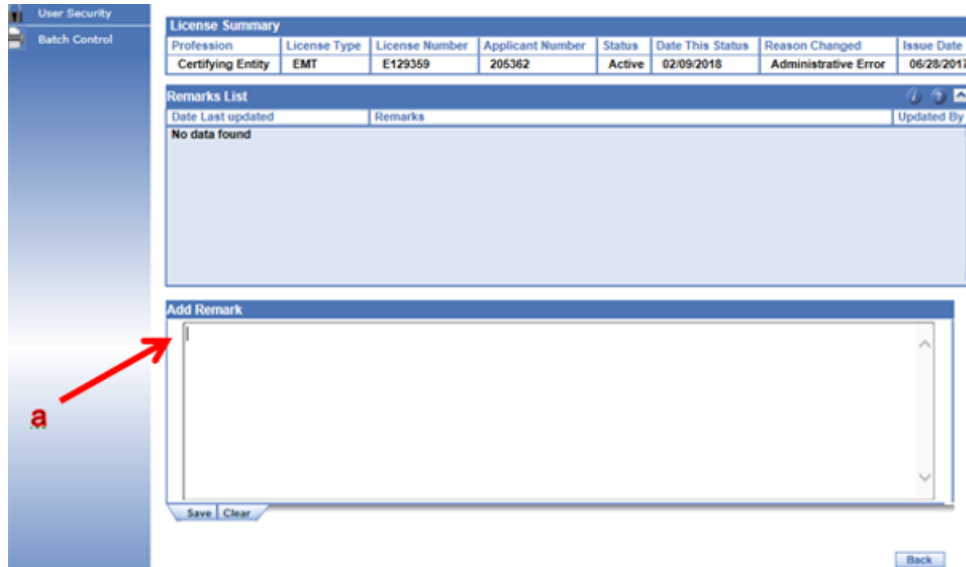 User Security
Batch Control
License Summary
Profession License Type License Number Applicant Number Status Date This Status Reason Changed Issue Date
Certifying Entity EMT E129359 205362 Active 02/09/2018 Administrative Error 06/28/2017
Remarks List
Date Last updated Remarks Updated By
No data found
Add Remark
a
Save Clear
Back